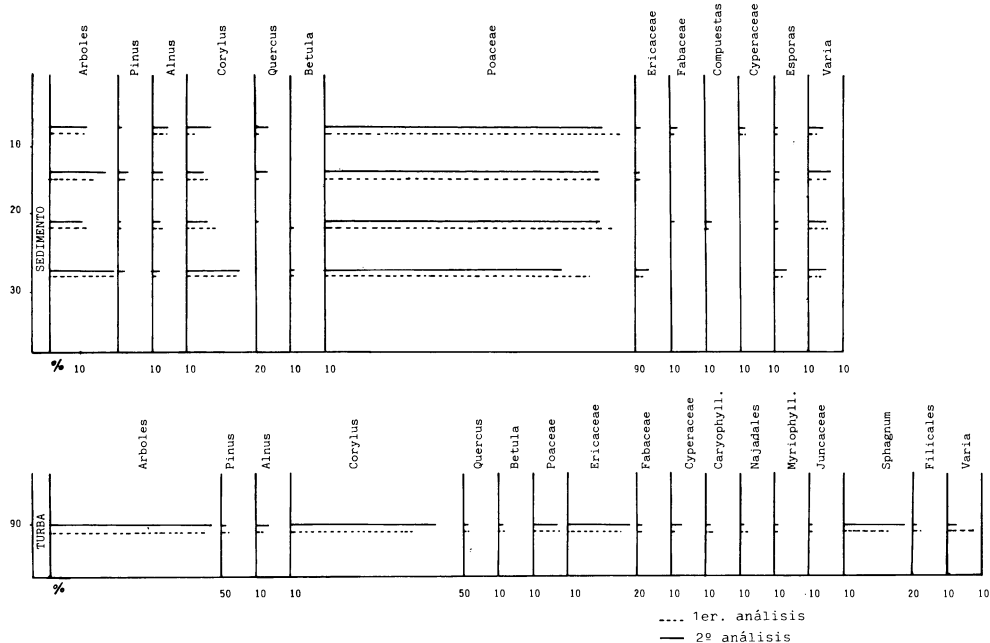 Arboles Pinus Alnus Corylus Quercus Betula Poaceae Ericaceae Fabaceae Compuestas Cyperaceae Esporas Varia
10
20
SEDIMENTO
30
% 10 10 10 20 10 10 90 10 10 10 10 10 10
Arboles Pinus Alnus Corylus Quercus Betula Poaceae Ericaceae Fabaceae Cyperaceae Caryophyll. Najadales Myriophyll. Juncaceae Sphagnum Filicales Varia
90 TURBA
% 50 10 10 50 10 10 20 10 10 10 10 10 10 20 10 10
---- 1er. análisis
— 2º análisis